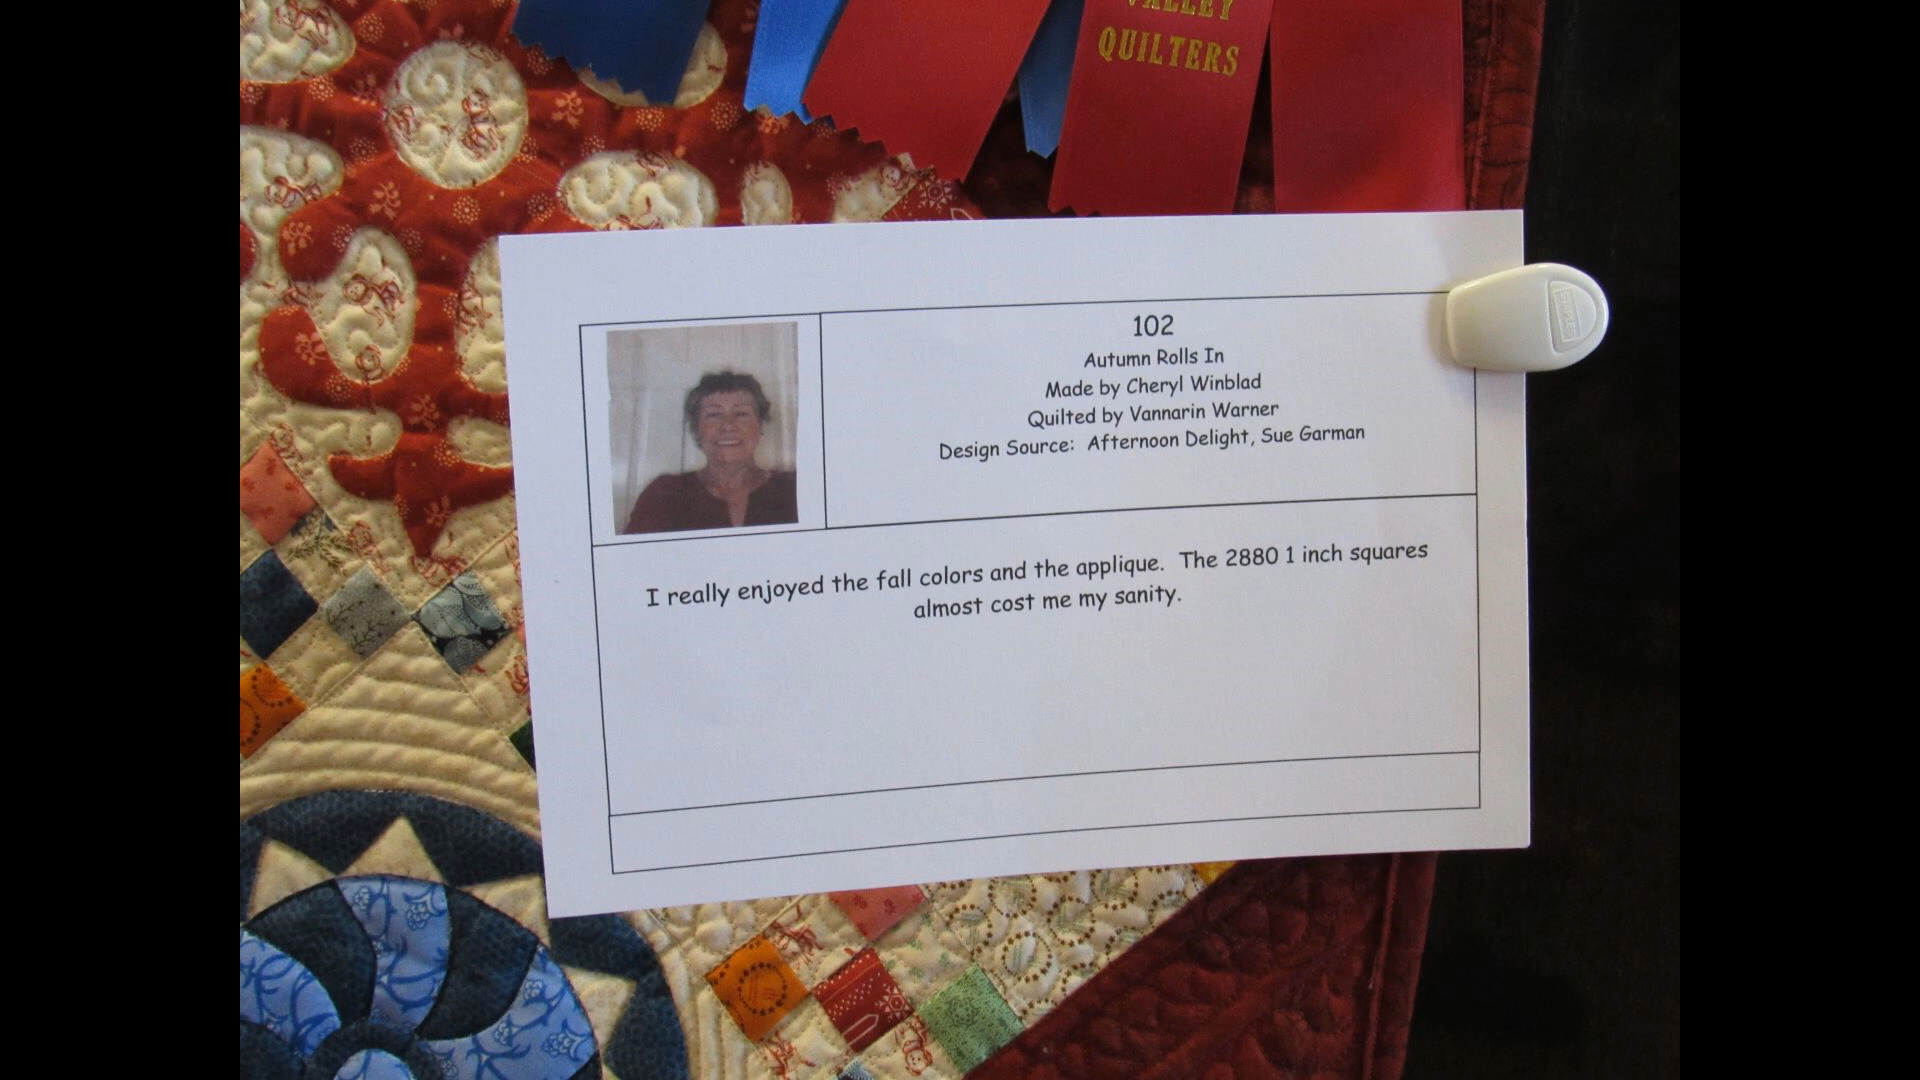 QUILTERS
102
Autumn Rolls In
Made by Cheryl Winblad
Quilted by Vannarin Warner
Design Source: Afternoon Delight, Sue Garman
I really enjoyed the fall colors and the applique. The 2880 1 inch squares
almost cost me my sanity.